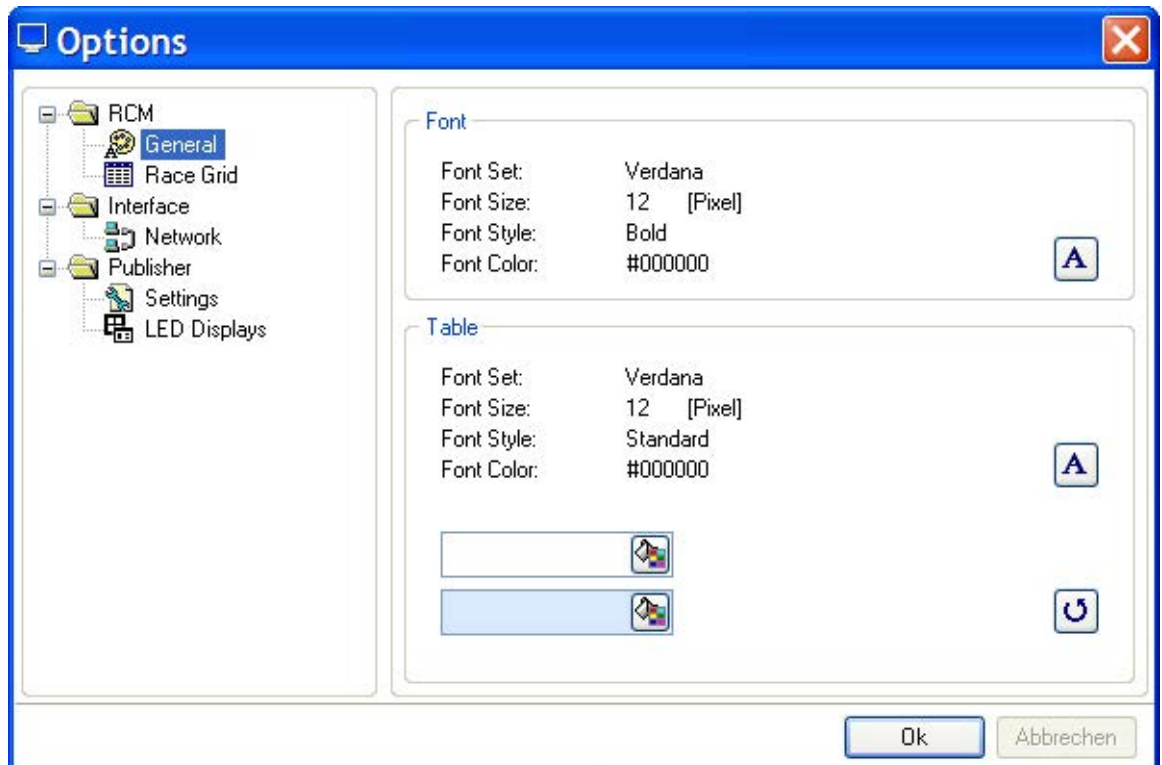 Options
RCM
General
Race Grid
Interface
Network
Publisher
Settings
LED Displays
Font
Font Set: Verdana
Font Size: 12 [Pixel]
Font Style: Bold
Font Color: #000000
A
Table
Font Set: Verdana
Font Size: 12 [Pixel]
Font Style: Standard
Font Color: #000000
A
Ok Abbrechen